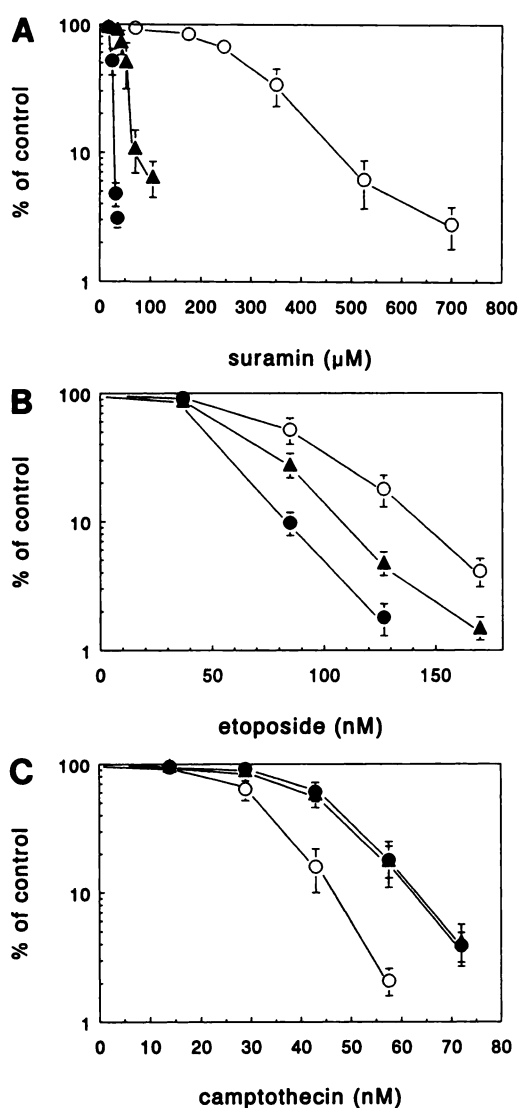 A
% of control
100
10
1
0 100 200 300 400 500 600 700 800
suramin (µM)
B
% of control
100
10
1
0 50 100 150
etoposide (nM)
C
% of control
100
10
1
0 10 20 30 40 50 60 70 80
camptothecin (nM)